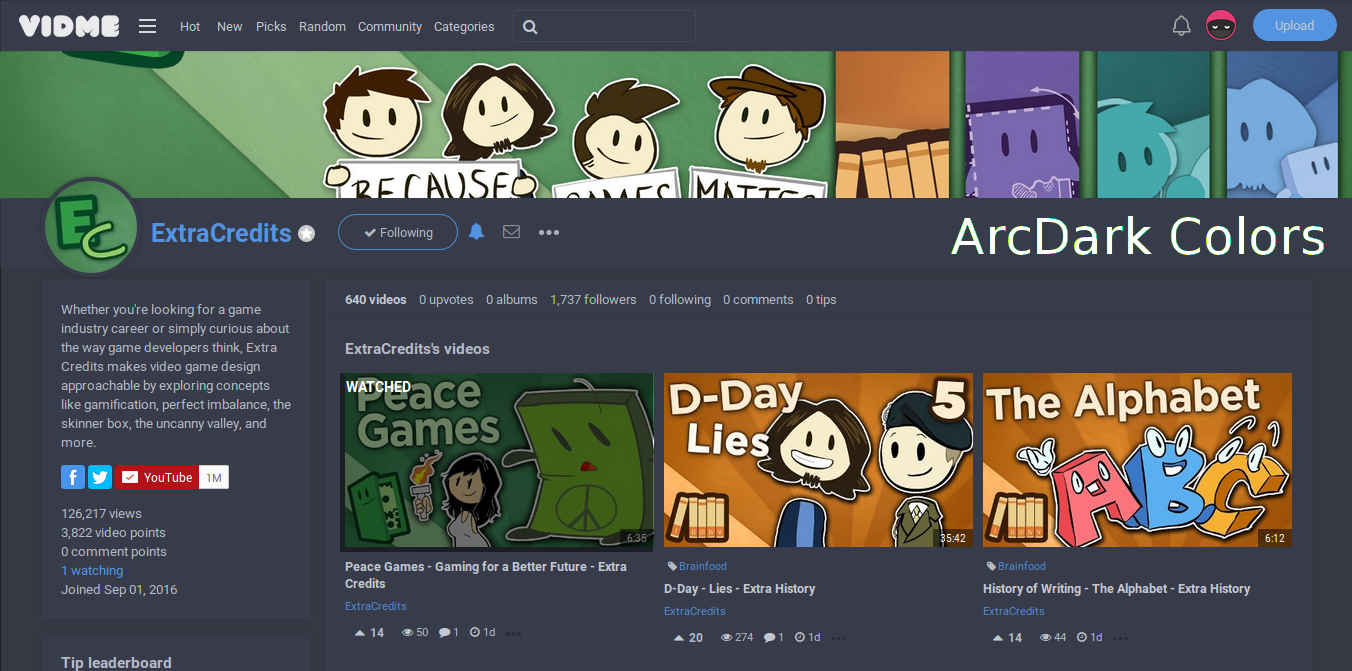 VIDME Hot New Picks Random Community Categories Upload
BECAUSE GAMES MATTE
EC
ExtraCredits Following ArcDark Colors
Whether you're looking for a game
industry career or simply curious about
the way game developers think, Extra
Credits makes video game design
approachable by exploring concepts
like gamification, perfect imbalance, the
skinner box, the uncanny valley, and
more.
YouTube 1M
126,217 views
3,822 video points
0 comment points
1 watching
Joined Sep 01, 2016
Tip leaderboard
640 videos 0 upvotes 0 albums 1,737 followers 0 following 0 comments 0 tips
ExtraCredits's videos
WATCHED
Peace
Games
6:35
Peace Games - Gaming for a Better Future - Extra
Credits
ExtraCredits
14 50 1 1d
D-Day 5
Lies
35:42
Brainfood
D-Day - Lies - Extra History
ExtraCredits
20 274 1 1d
The Alphabet
ABC
6:12
Brainfood
History of Writing - The Alphabet - Extra History
ExtraCredits
14 44 1d